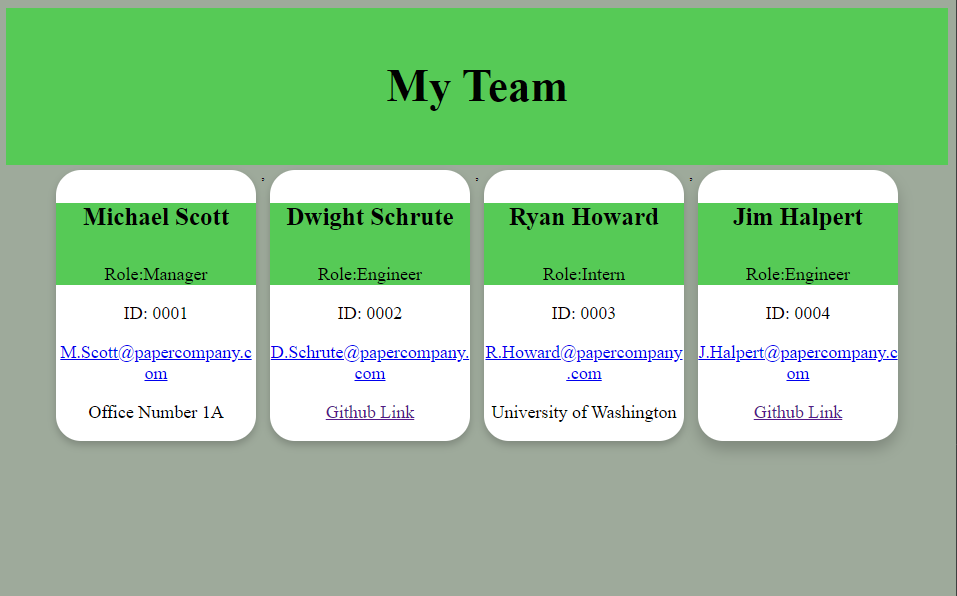 My Team
Michael Scott
Role:Manager
ID: 0001
M.Scott@papercompany.c
om
Office Number 1A
,
Dwight Schrute
Role:Engineer
ID: 0002
D.Schrute@papercompany.
com
Github Link
,
Ryan Howard
Role:Intern
ID: 0003
R.Howard@papercompany
.com
University of Washington
,
Jim Halpert
Role:Engineer
ID: 0004
J.Halpert@papercompany.c
om
Github Link